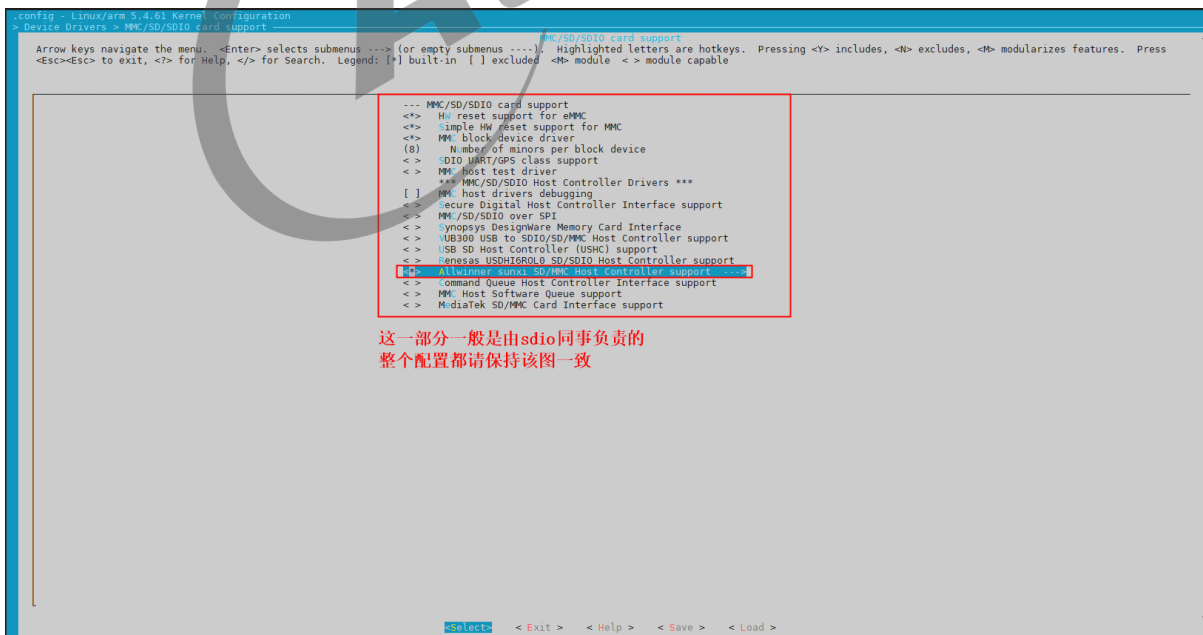 .config - Linux/arm 5.4.61 Kernel Configuration
> Device Drivers > MMC/SD/SDIO card support
MMC/SD/SDIO card support
Arrow keys navigate the menu. <Enter> selects submenus ---> (or empty submenus ----). Highlighted letters are hotkeys. Pressing <Y> includes, <N> excludes, <M> modularizes features. Press
<Esc><Esc> to exit, <?> for Help, </> for Search. Legend: [*] built-in [ ] excluded <M> module < > module capable
--- MMC/SD/SDIO card support
<*> HW reset support for eMMC
<*> Simple HW reset support for MMC
<*> MMC block device driver
(8) Number of minors per block device
< > SDIO UART/GPS class support
< > MMC host test driver
*** MMC/SD/SDIO Host Controller Drivers ***
[ ] MMC host drivers debugging
< > Secure Digital Host Controller Interface support
< > MMC/SD/SDIO over SPI
< > Synopsys DesignWare Memory Card Interface
< > VUB300 USB to SDIO/SD/MMC Host Controller support
< > USB SD Host Controller (USHC) support
< > Renesas USDHI6ROL0 SD/SDIO Host Controller support
<*> Allwinner sunxi SD/MMC Host Controller support --->
< > Command Queue Host Controller Interface support
< > MMC Host Software Queue support
< > MediaTek SD/MMC Card Interface support
这一部分一般是由sdio同事负责的
整个配置都请保持该图一致
<Select> < Exit > < Help > < Save > < Load >